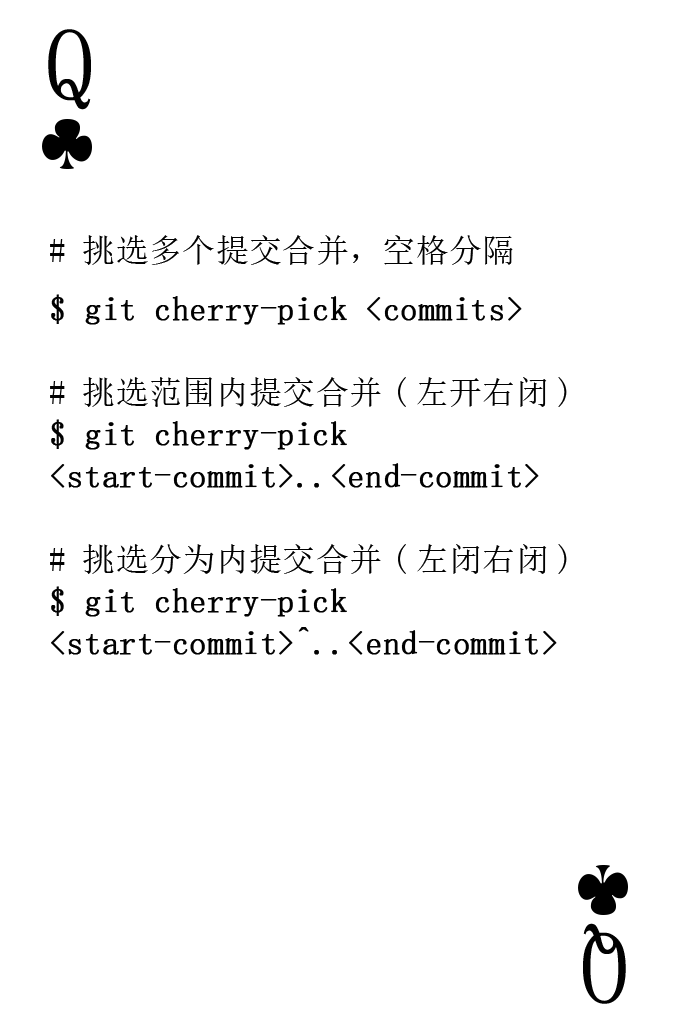 Q
# 挑选多个提交合并，空格分隔
$ git cherry-pick <commits>
# 挑选范围内提交合并（左开右闭）
$ git cherry-pick
<start-commit>..<end-commit>
# 挑选分为内提交合并（左闭右闭）
$ git cherry-pick
<start-commit>^..<end-commit>
Q